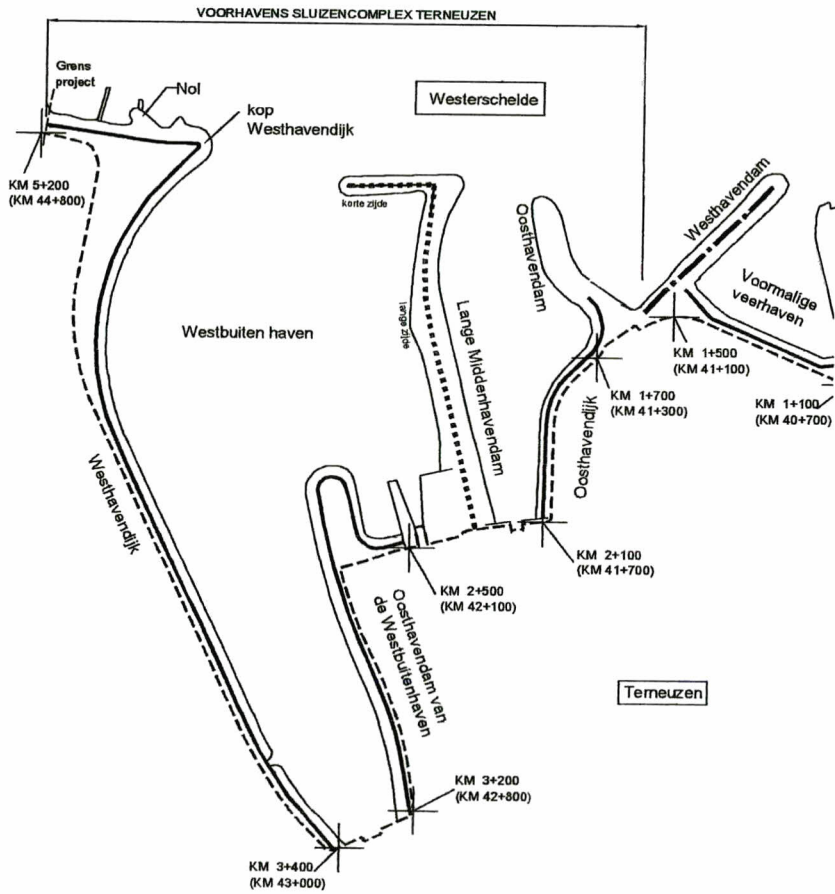 VOORHAVENS SLUIZENCOMPLEX TERNEUZEN
Grens
project
Nol
kop
Westhavendijk
Westerschelde
KM 5+200
(KM 44+800)
korte zijde
Oosthavendam
Westhavendam
Voormalige
veerhaven
Westbuiten haven
lange zijde
Lange Middenhavendam
KM 1+500
(KM 41+100)
KM 1+700
(KM 41+300)
KM 1+100
(KM 40+700)
Oosthavendijk
Westhavendijk
KM 2+100
(KM 41+700)
KM 2+500
(KM 42+100)
Oosthavendam van
de Westbuitenhaven
Terneuzen
KM 3+200
(KM 42+800)
KM 3+400
(KM 43+000)